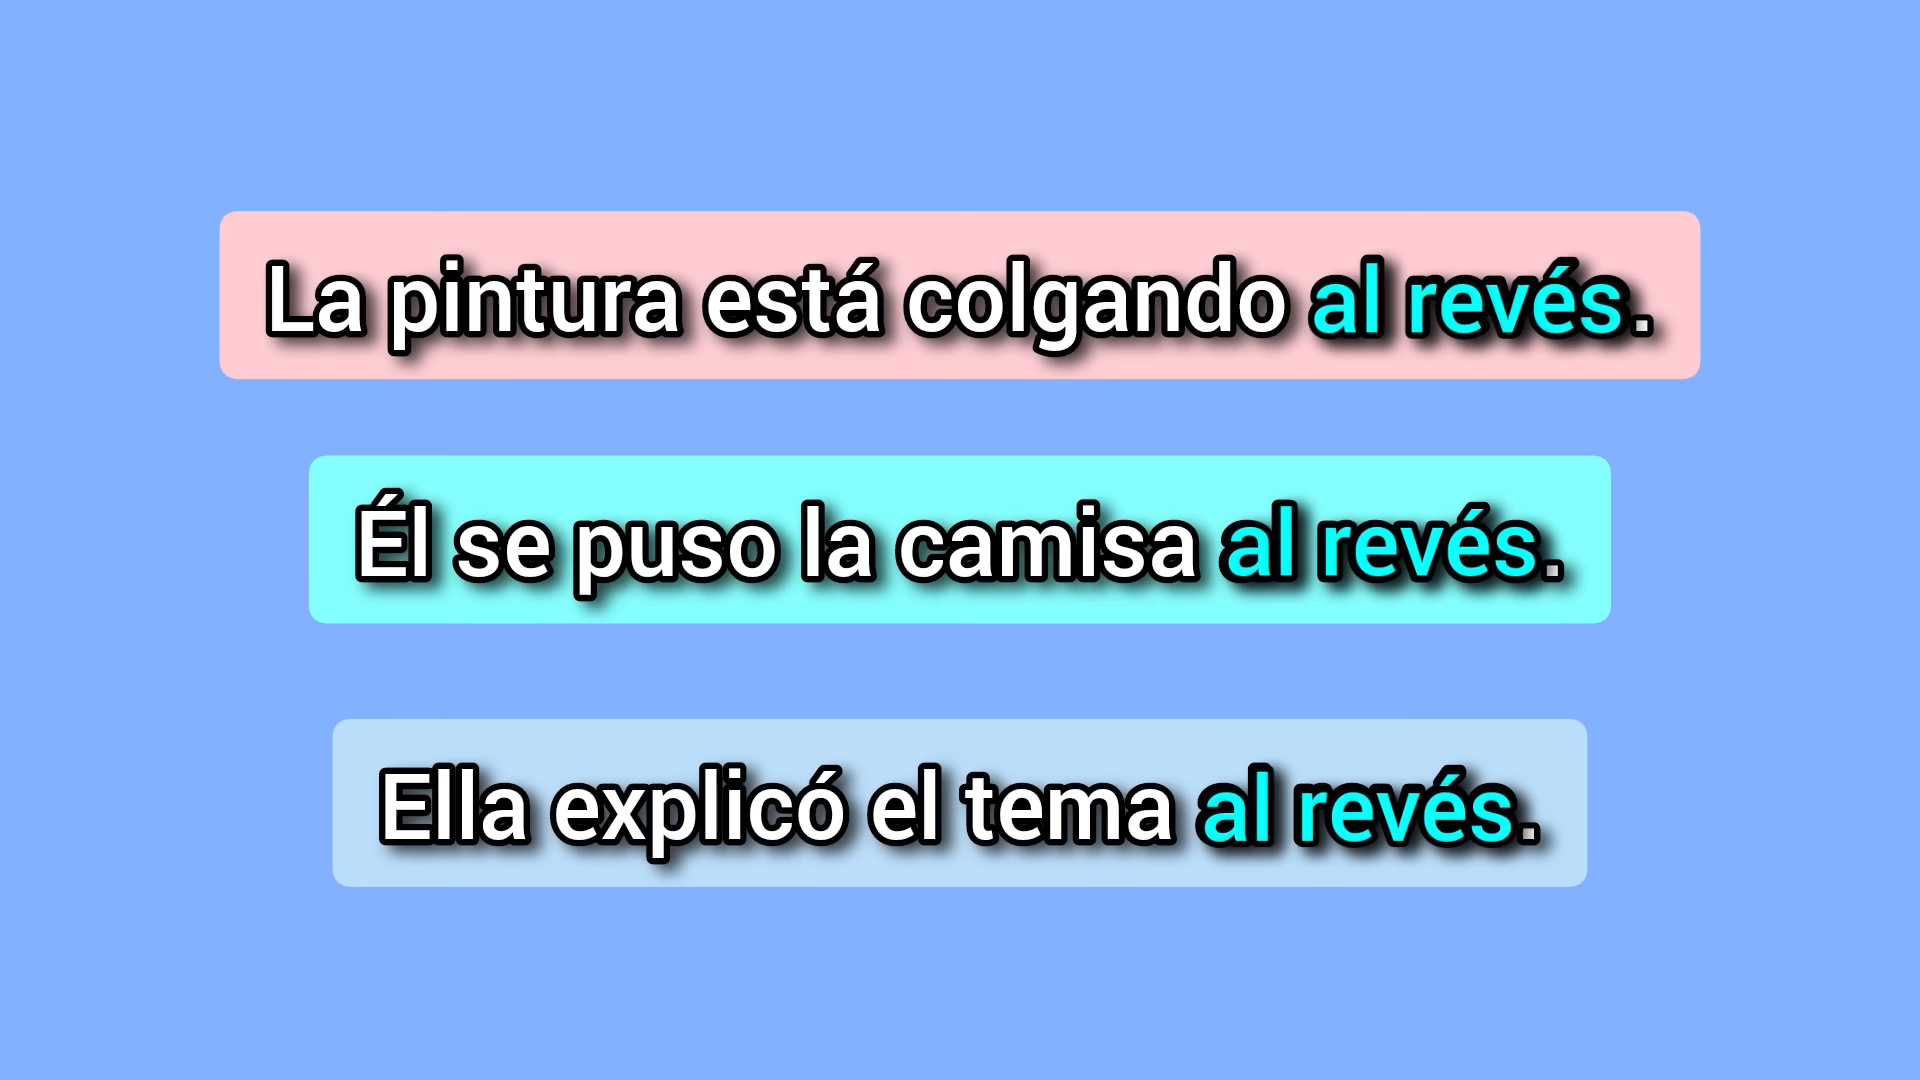 La pintura está colgando al revés.
Él se puso la camisa al revés.
Ella explicó el tema al revés.